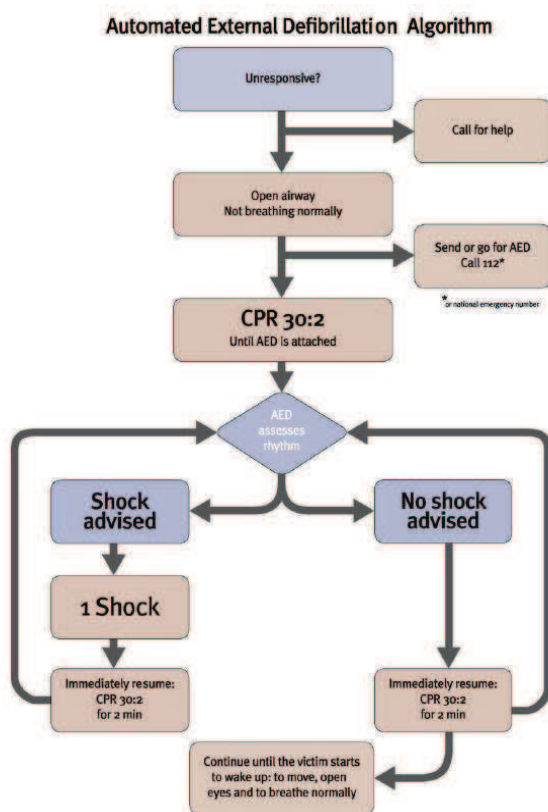 Automated External Defibrillation Algorithm
Unresponsive?
Call for help
Open airway
Not breathing normally
Send or go for AED
Call 112*
*or national emergency number
CPR 30:2
Until AED is attached
AED
assesses
rhythm
Shock
advised
No shock
advised
1 Shock
Immediately resume:
CPR 30:2
for 2 min
Immediately resume:
CPR 30:2
for 2 min
Continue until the victim starts
to wake up: to move, open
eyes and to breathe normally